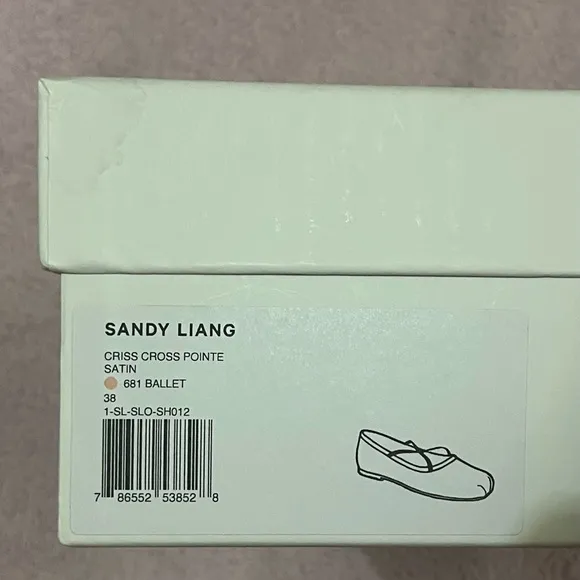 SANDY LIANG
CRISS CROSS POINTE
SATIN
681 BALLET
38
1-SL-SLO-SH012
7 86552 53852 8